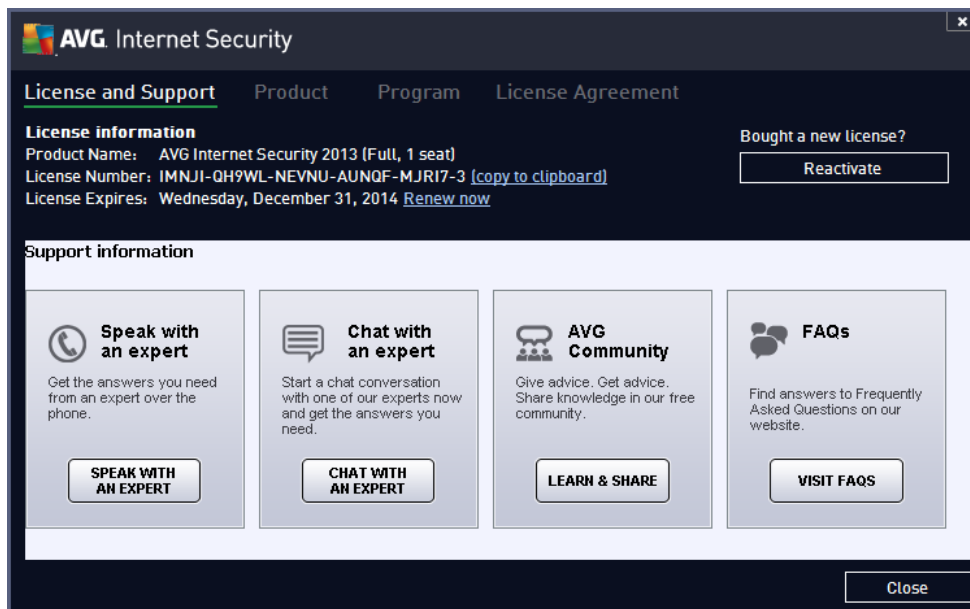 AVG. Internet Security
License and Support Product Program License Agreement
License information
Product Name: AVG Internet Security 2013 (Full, 1 seat)
License Number: IMNJI-QH9WL-NEVNU-AUNQF-MJRI7-3 (copy to clipboard)
License Expires: Wednesday, December 31, 2014 Renew now
Bought a new license?
Reactivate
Support information
Speak with
an expert
Get the answers you need
from an expert over the
phone.
SPEAK WITH
AN EXPERT
Chat with
an expert
Start a chat conversation
with one of our experts now
and get the answers you
need.
CHAT WITH
AN EXPERT
AVG
Community
Give advice. Get advice.
Share knowledge in our free
community.
LEARN & SHARE
FAQs
Find answers to Frequently
Asked Questions on our
website.
VISIT FAQS
Close